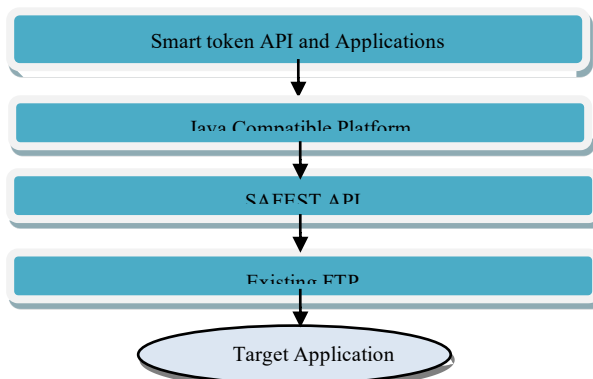 Smart token API and Applications
Java Compatible Platform
SAFEST API
Existing FTP
Target Application